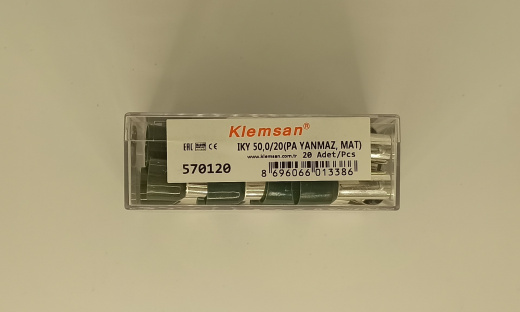 Klemsan®
IKY 50,0/20(PA YANMAZ, MAT)
EAC CE
www.klemsan.com.tr 20 Adet/Pcs
570120
8 696066 013386